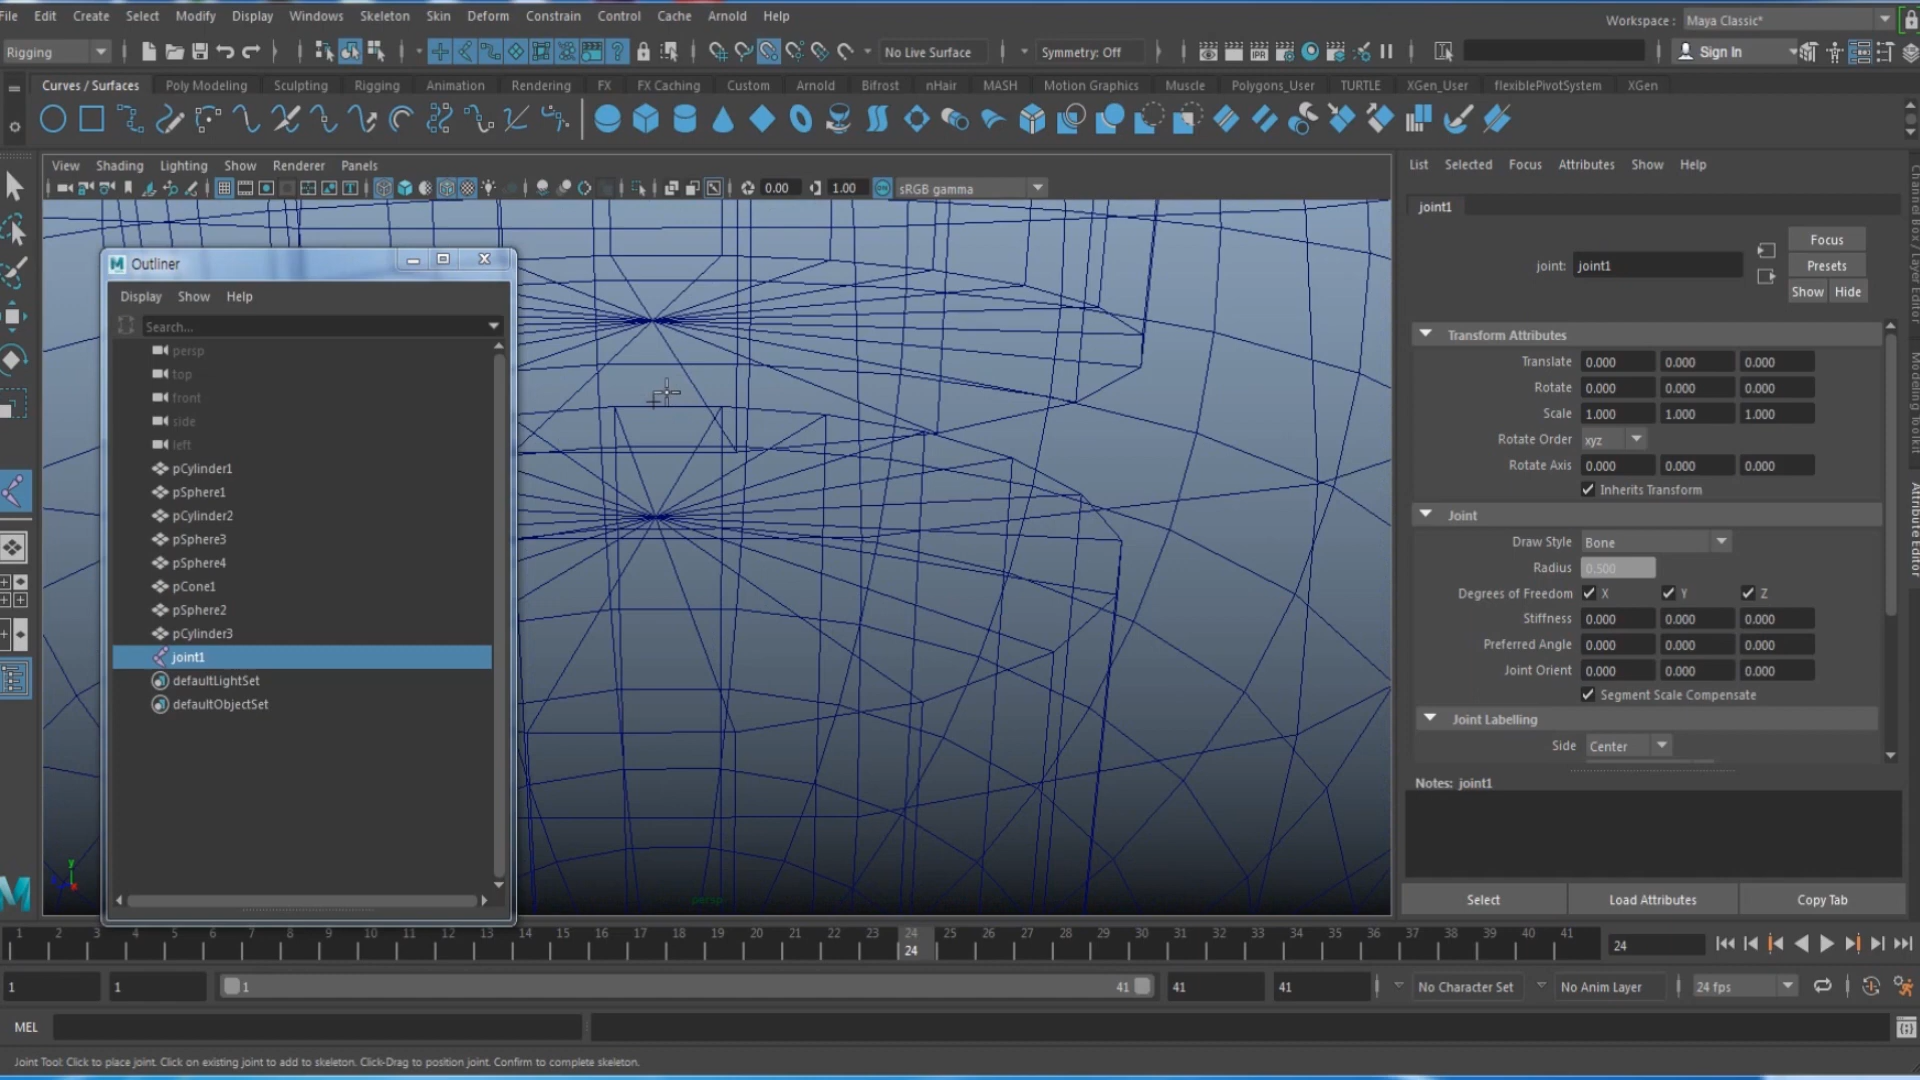 File Edit Create Select Modify Display Windows Skeleton Skin Deform Constrain Control Cache Arnold Help
Workspace : Maya Classic*
Rigging No Live Surface Symmetry: Off Sign In
Curves / Surfaces Poly Modeling Sculpting Rigging Animation Rendering FX FX Caching Custom Arnold Bifrost nHair MASH Motion Graphics Muscle Polygons_User TURTLE XGen_User flexiblePivotSystem XGen
View Shading Lighting Show Renderer Panels
0.00 1.00 sRGB gamma
Outliner
Display Show Help
Search...
persp
top
front
side
left
pCylinder1
pSphere1
pCylinder2
pSphere3
pSphere4
pCone1
pSphere2
pCylinder3
joint1
defaultLightSet
defaultObjectSet
y
persp
List Selected Focus Attributes Show Help
joint1
joint: joint1
Focus
Presets
Show Hide
Transform Attributes
Translate 0.000 0.000 0.000
Rotate 0.000 0.000 0.000
Scale 1.000 1.000 1.000
Rotate Order xyz
Rotate Axis 0.000 0.000 0.000
Inherits Transform
Joint
Draw Style Bone
Radius 0.500
Degrees of Freedom X Y Z
Stiffness 0.000 0.000 0.000
Preferred Angle 0.000 0.000 0.000
Joint Orient 0.000 0.000 0.000
Segment Scale Compensate
Joint Labelling
Side Center
Notes: joint1
Select Load Attributes Copy Tab
Channel Box / Layer Editor
Modeling Toolkit
Attribute Editor
1 2 3 4 5 6 7 8 9 10 11 12 13 14 15 16 17 18 19 20 21 22 23 24 25 26 27 28 29 30 31 32 33 34 35 36 37 38 39 40 41
24 24
1 1 1 41 41 41 No Character Set No Anim Layer 24 fps
MEL
Joint Tool: Click to place joint. Click on existing joint to add to skeleton. Click-Drag to position joint. Confirm to complete skeleton.